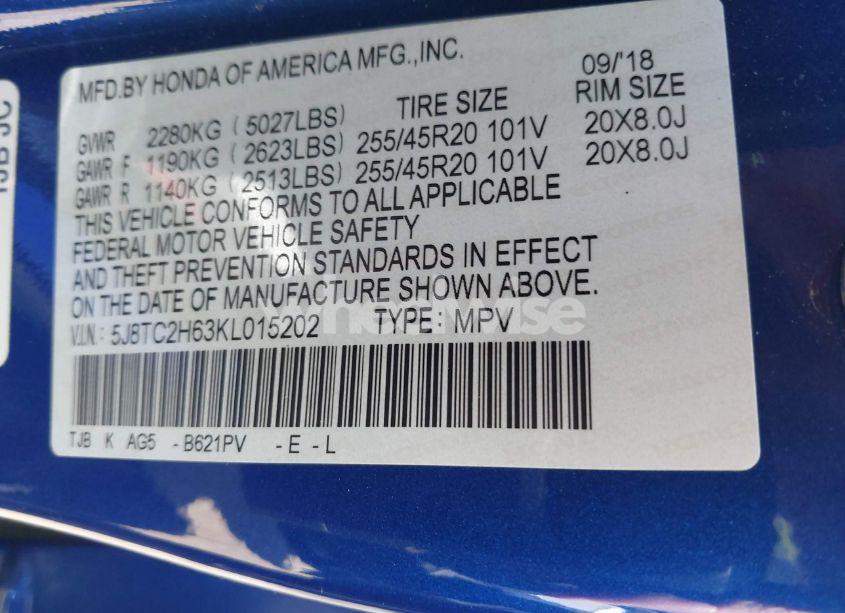 MFD.BY HONDA OF AMERICA MFG.,INC. 09/'18
TIRE SIZE RIM SIZE
GVWR 2280KG (5027LBS)
GAWR F 1190KG (2623LBS) 255/45R20 101V 20X8.0J
GAWR R 1140KG (2513LBS) 255/45R20 101V 20X8.0J
THIS VEHICLE CONFORMS TO ALL APPLICABLE
FEDERAL MOTOR VEHICLE SAFETY
AND THEFT PREVENTION STANDARDS IN EFFECT
ON THE DATE OF MANUFACTURE SHOWN ABOVE.
V.I.N.: 5J8TC2H63KL015202 TYPE: MPV
TJB K AG5 -B621PV -E -L